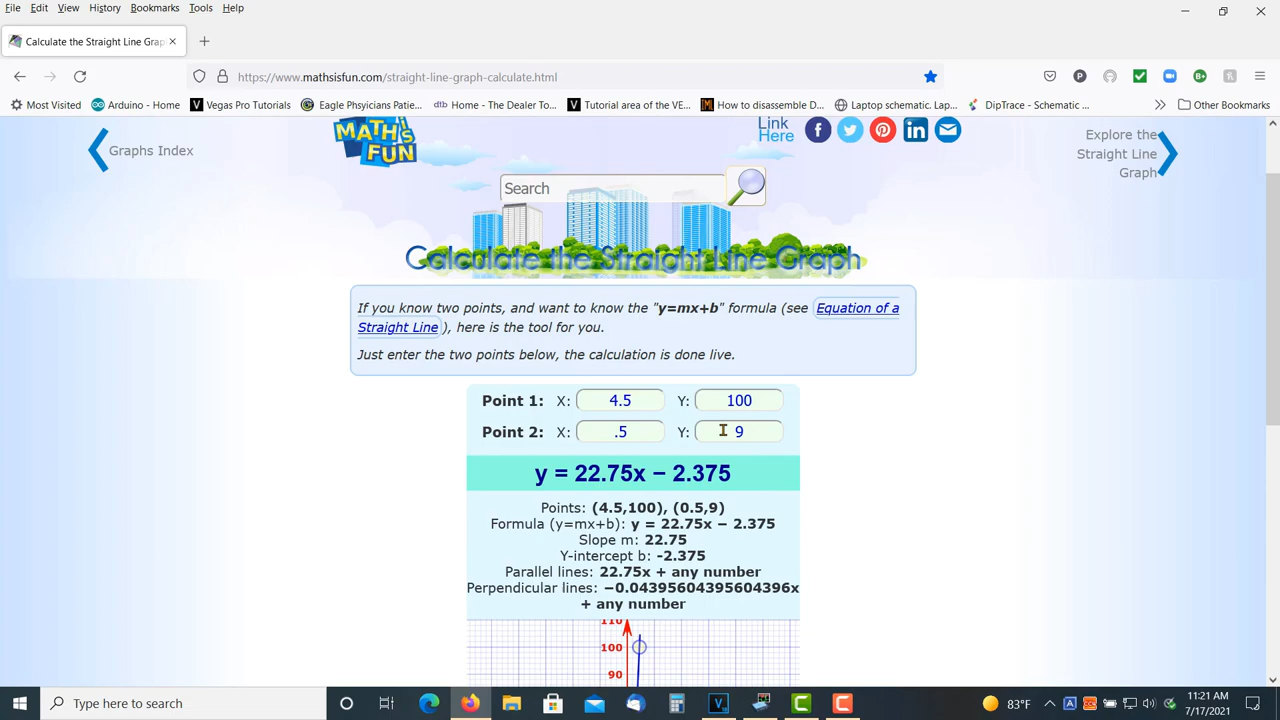 File Edit View History Bookmarks Tools Help
Calculate the Straight Line Grap
https://www.mathsisfun.com/straight-line-graph-calculate.html
Most Visited Arduino - Home Vegas Pro Tutorials Eagle Phsyicians Patie... Home - The Dealer To... Tutorial area of the VE... How to disassemble D... Laptop schematic. Lap... DipTrace - Schematic ... Other Bookmarks
Graphs Index
MATHS
FUN
Link
Here
Explore the
Straight Line
Graph
Search
Calculate the Straight Line Graph
If you know two points, and want to know the "y=mx+b" formula (see Equation of a
Straight Line ), here is the tool for you.
Just enter the two points below, the calculation is done live.
Point 1: X: 4.5 Y: 100
Point 2: X: .5 Y: 9
y = 22.75x − 2.375
Points: (4.5,100), (0.5,9)
Formula (y=mx+b): y = 22.75x − 2.375
Slope m: 22.75
Y-intercept b: -2.375
Parallel lines: 22.75x + any number
Perpendicular lines: −0.04395604395604396x
+ any number
110
100
90
Type here to search
83°F
11:21 AM
7/17/2021